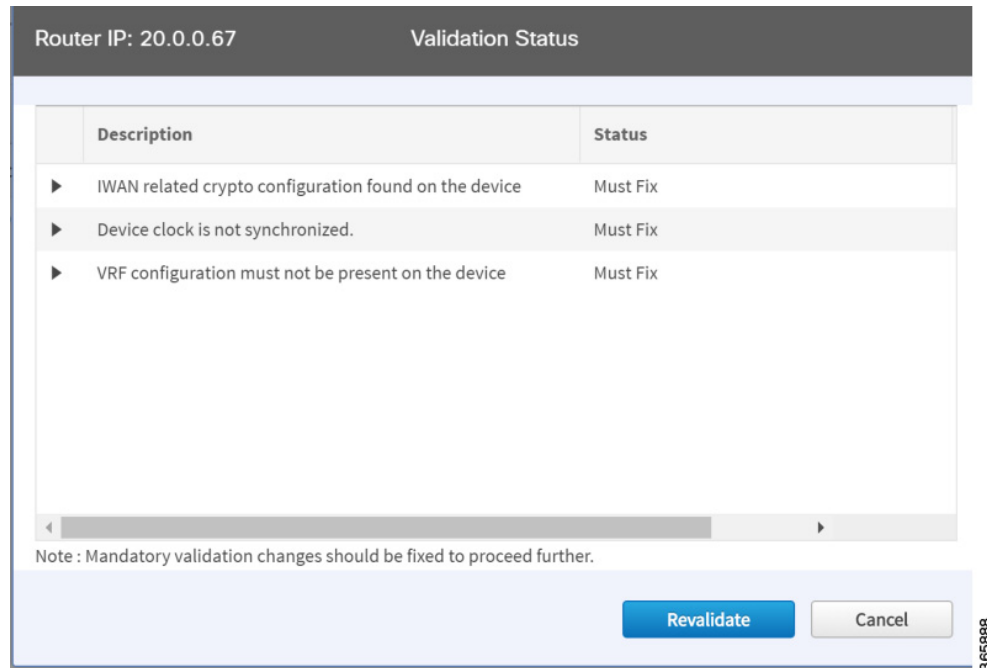 Router IP: 20.0.0.67 Validation Status
Description Status
IWAN related crypto configuration found on the device Must Fix
Device clock is not synchronized. Must Fix
VRF configuration must not be present on the device Must Fix
Note : Mandatory validation changes should be fixed to proceed further.
Revalidate Cancel
365888